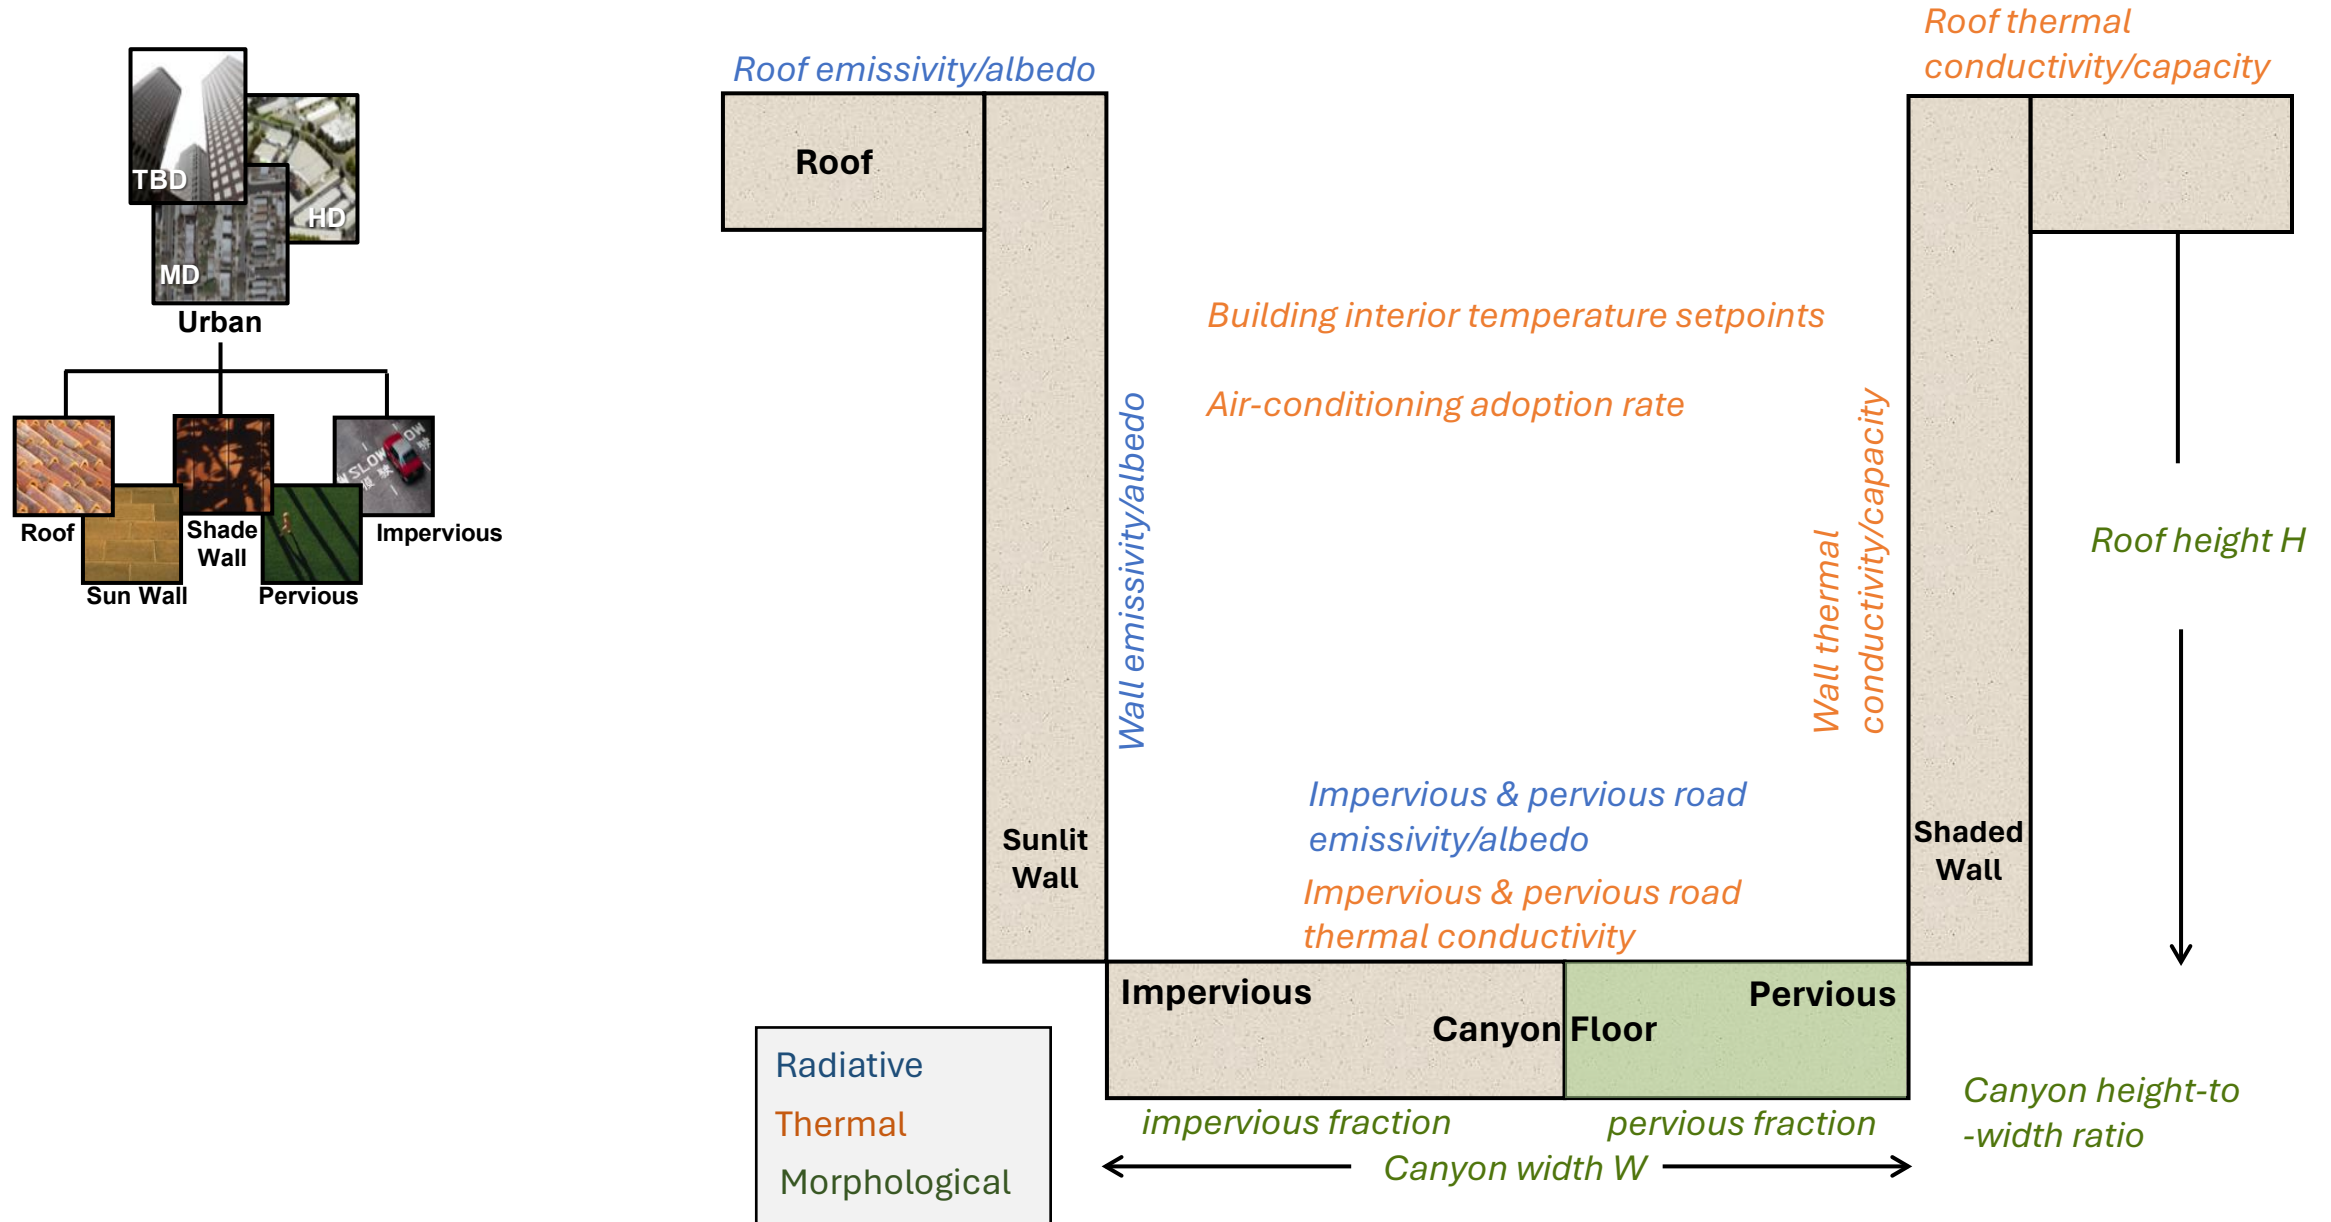 TBD
HD
MD
Urban
SLOW
OW
Roof
Sun Wall
Shade
Wall
Pervious
Impervious
Roof emissivity/albedo
Roof
Roof thermal
conductivity/capacity
Building interior temperature setpoints
Air-conditioning adoption rate
Wall emissivity/albedo
Wall thermal
conductivity/capacity
Roof height H
Impervious & pervious road
emissivity/albedo
Impervious & pervious road
thermal conductivity
Sunlit
Wall
Shaded
Wall
Impervious
Pervious
Canyon Floor
impervious fraction
pervious fraction
Canyon width W
Canyon height-to
-width ratio
Radiative
Thermal
Morphological